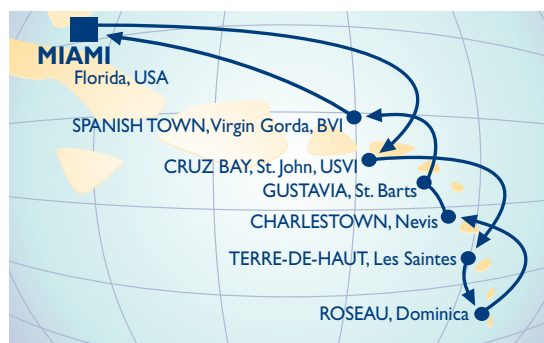 MIAMI
Florida, USA
SPANISH TOWN, Virgin Gorda, BVI
CRUZ BAY, St. John, USVI
GUSTAVIA, St. Barts
CHARLESTOWN, Nevis
TERRE-DE-HAUT, Les Saintes
ROSEAU, Dominica